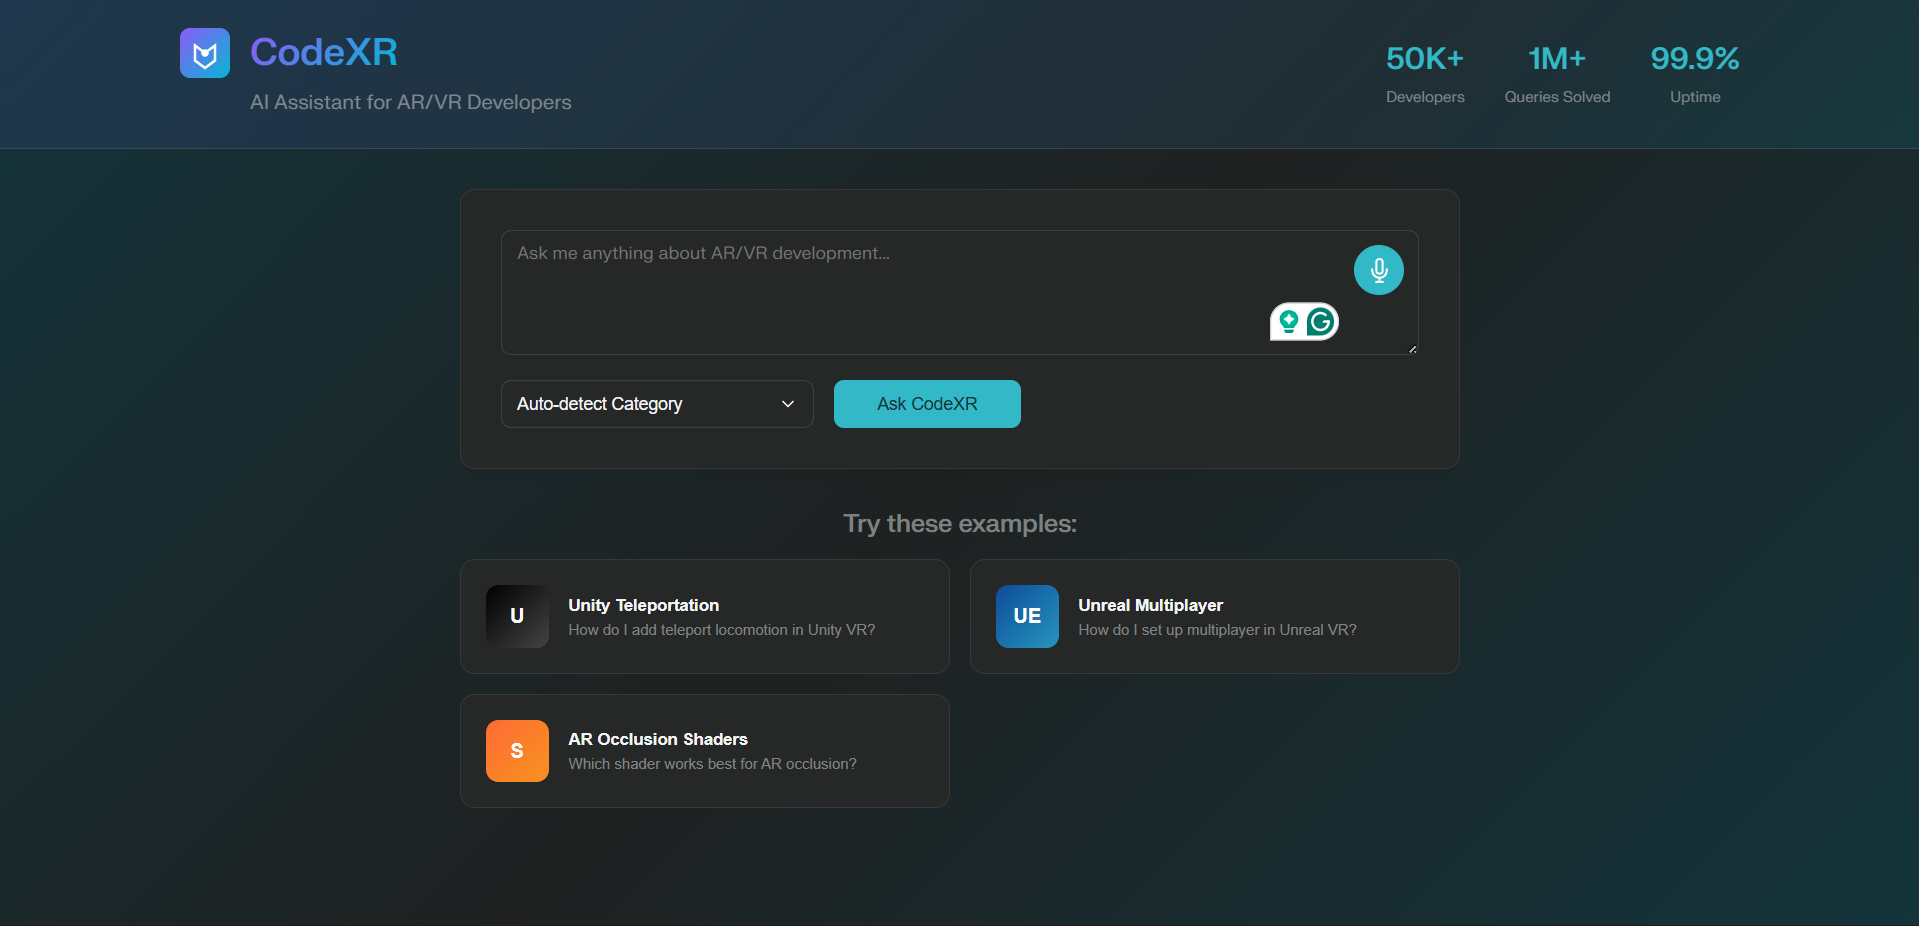 CodeXR
AI Assistant for AR/VR Developers
50K+
Developers
1M+
Queries Solved
99.9%
Uptime
Ask me anything about AR/VR development...
G
Auto-detect Category
Ask CodeXR
Try these examples:
U
Unity Teleportation
How do I add teleport locomotion in Unity VR?
UE
Unreal Multiplayer
How do I set up multiplayer in Unreal VR?
S
AR Occlusion Shaders
Which shader works best for AR occlusion?